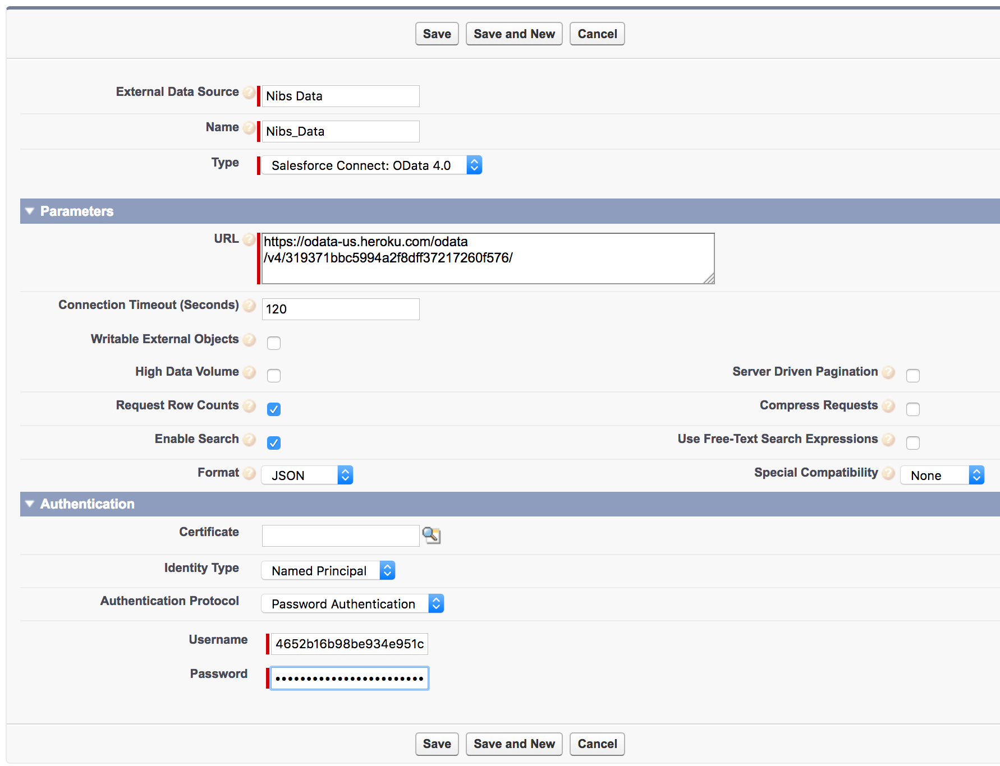 Save Save and New Cancel
External Data Source ? Nibs Data
Name ? Nibs_Data
Type Salesforce Connect: OData 4.0
Parameters
URL ? https://odata-us.heroku.com/odata
/v4/319371bbc5994a2f8dff37217260f576/
Connection Timeout (Seconds) ? 120
Writable External Objects ?
High Data Volume ? Server Driven Pagination ?
Request Row Counts ? Compress Requests ?
Enable Search ? Use Free-Text Search Expressions ?
Format ? JSON Special Compatibility ? None
Authentication
Certificate
Identity Type Named Principal
Authentication Protocol Password Authentication
Username 4652b16b98be934e951c
Password ••••••••••••••••••••••••
Save Save and New Cancel